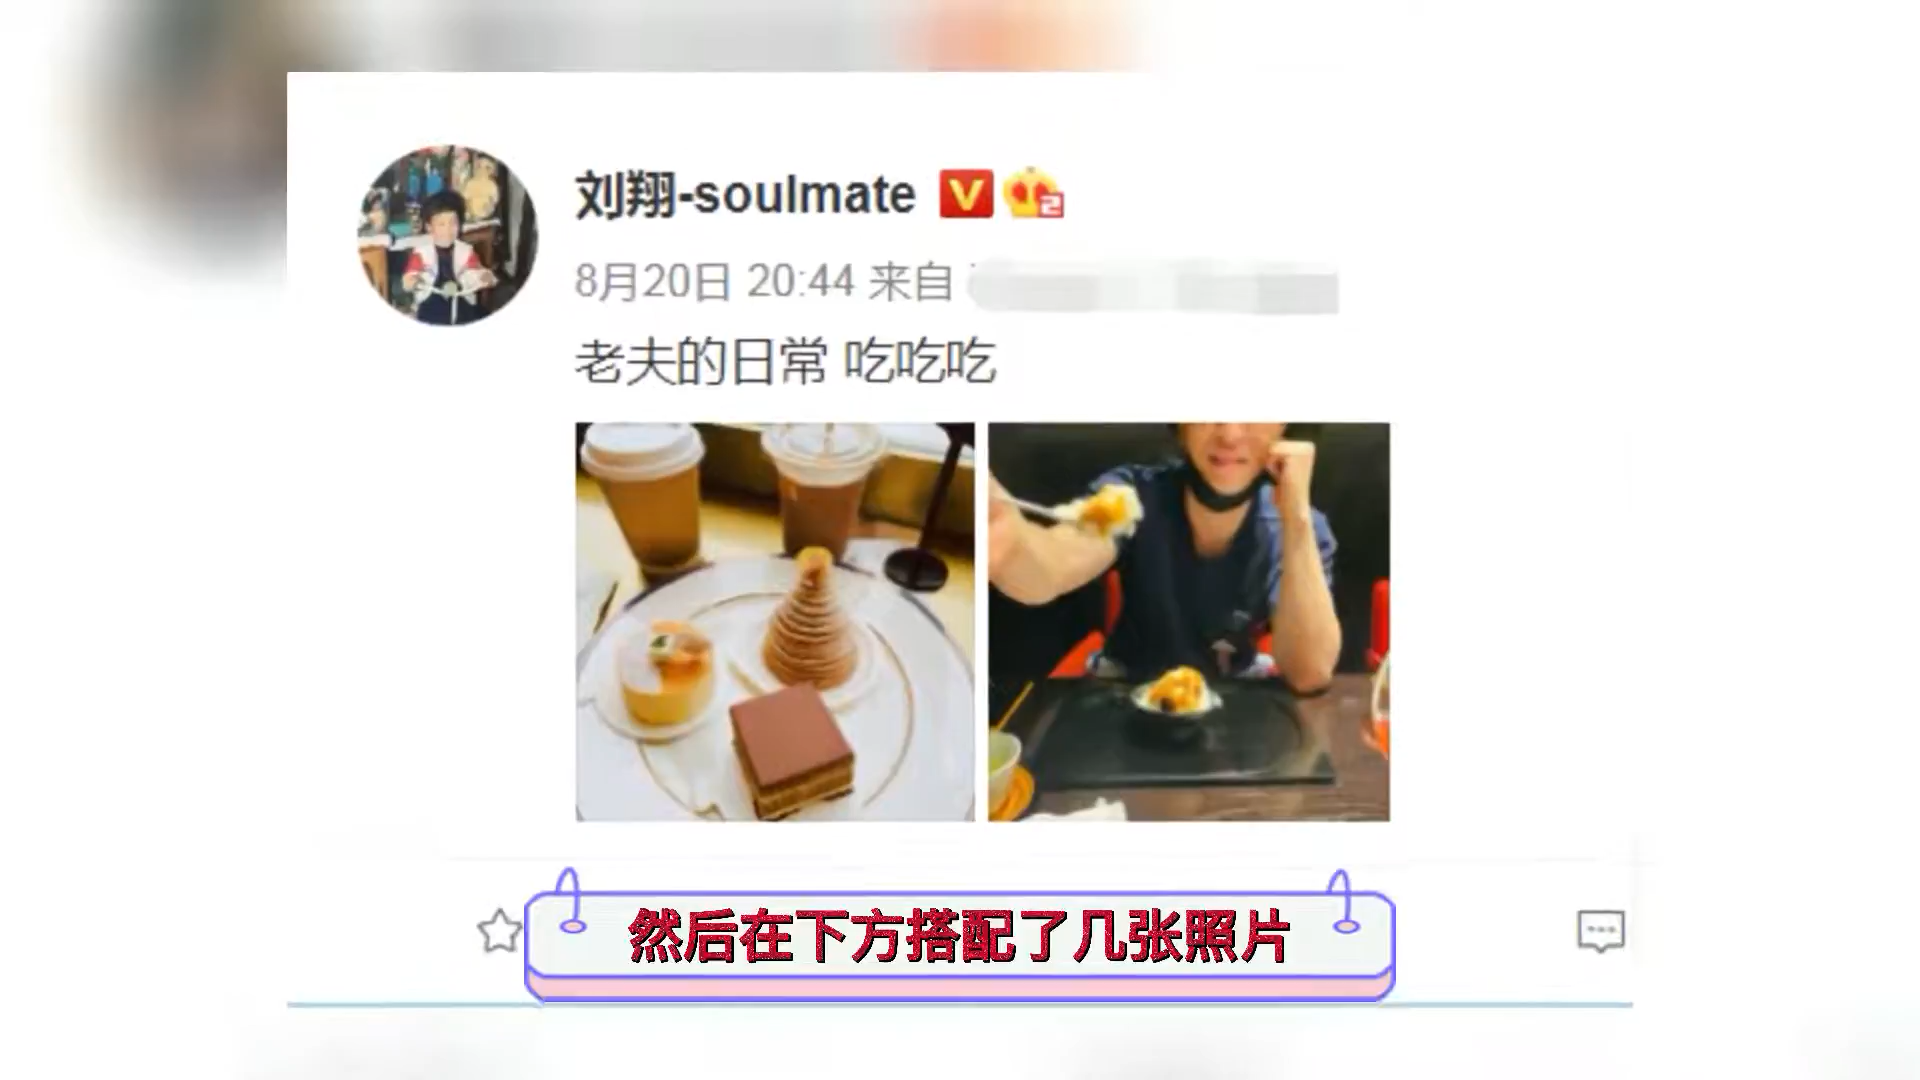 刘翔-soulmate
8月20日 20:44 来自
老夫的日常 吃吃吃
然后在下方搭配了几张照片